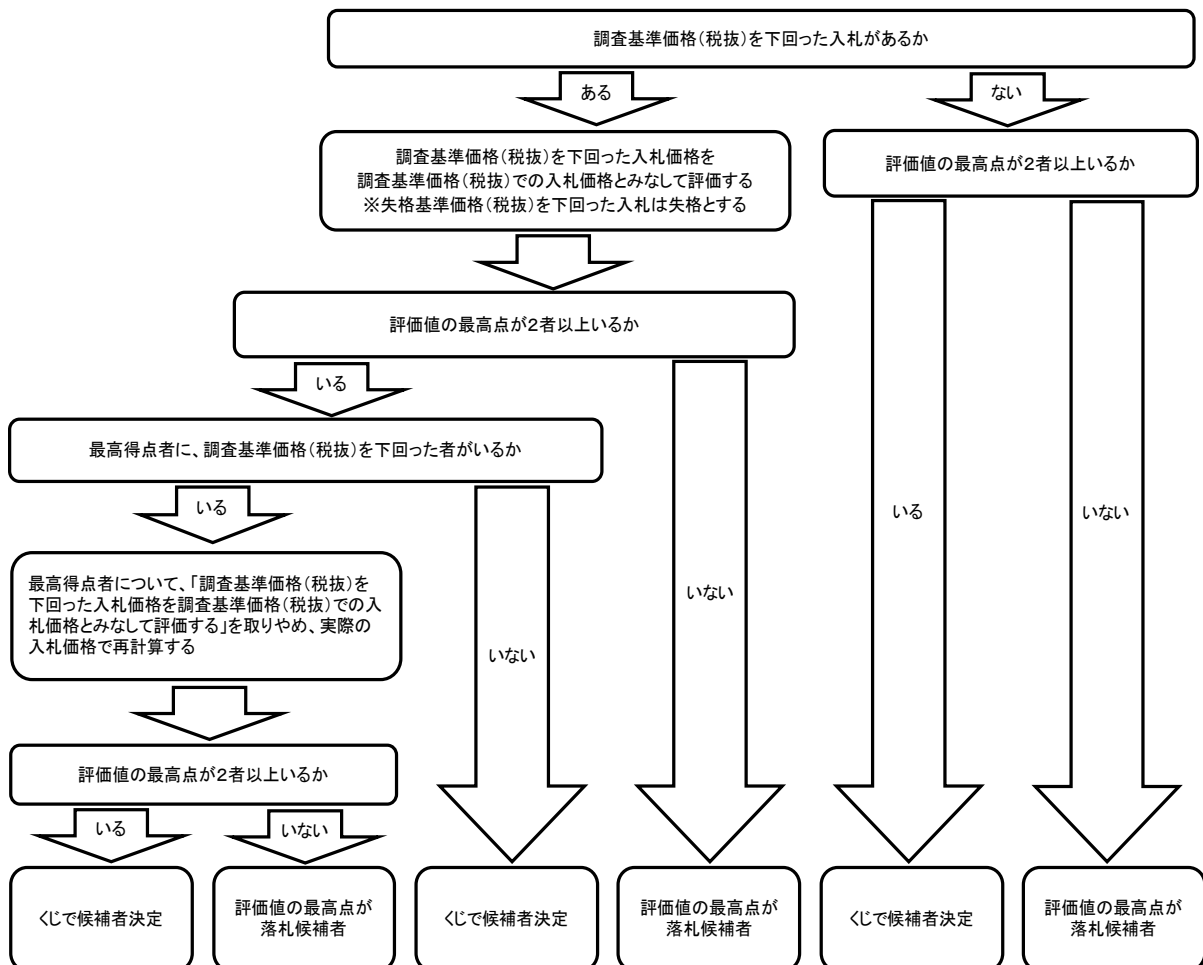 調査基準価格(税抜)を下回った入札があるか
ある
ない
調査基準価格(税抜)を下回った入札価格を
調査基準価格(税抜)での入札価格とみなして評価する
※失格基準価格(税抜)を下回った入札は失格とする
評価値の最高点が2者以上いるか
評価値の最高点が2者以上いるか
いる
いない
いる
いない
最高得点者に、調査基準価格(税抜)を下回った者がいるか
いる
いない
最高得点者について、「調査基準価格(税抜)を
下回った入札価格を調査基準価格(税抜)での入
札価格とみなして評価する」を取りやめ、実際の
入札価格で再計算する
評価値の最高点が2者以上いるか
いる
いない
くじで候補者決定
評価値の最高点が
落札候補者
くじで候補者決定
評価値の最高点が
落札候補者
くじで候補者決定
評価値の最高点が
落札候補者